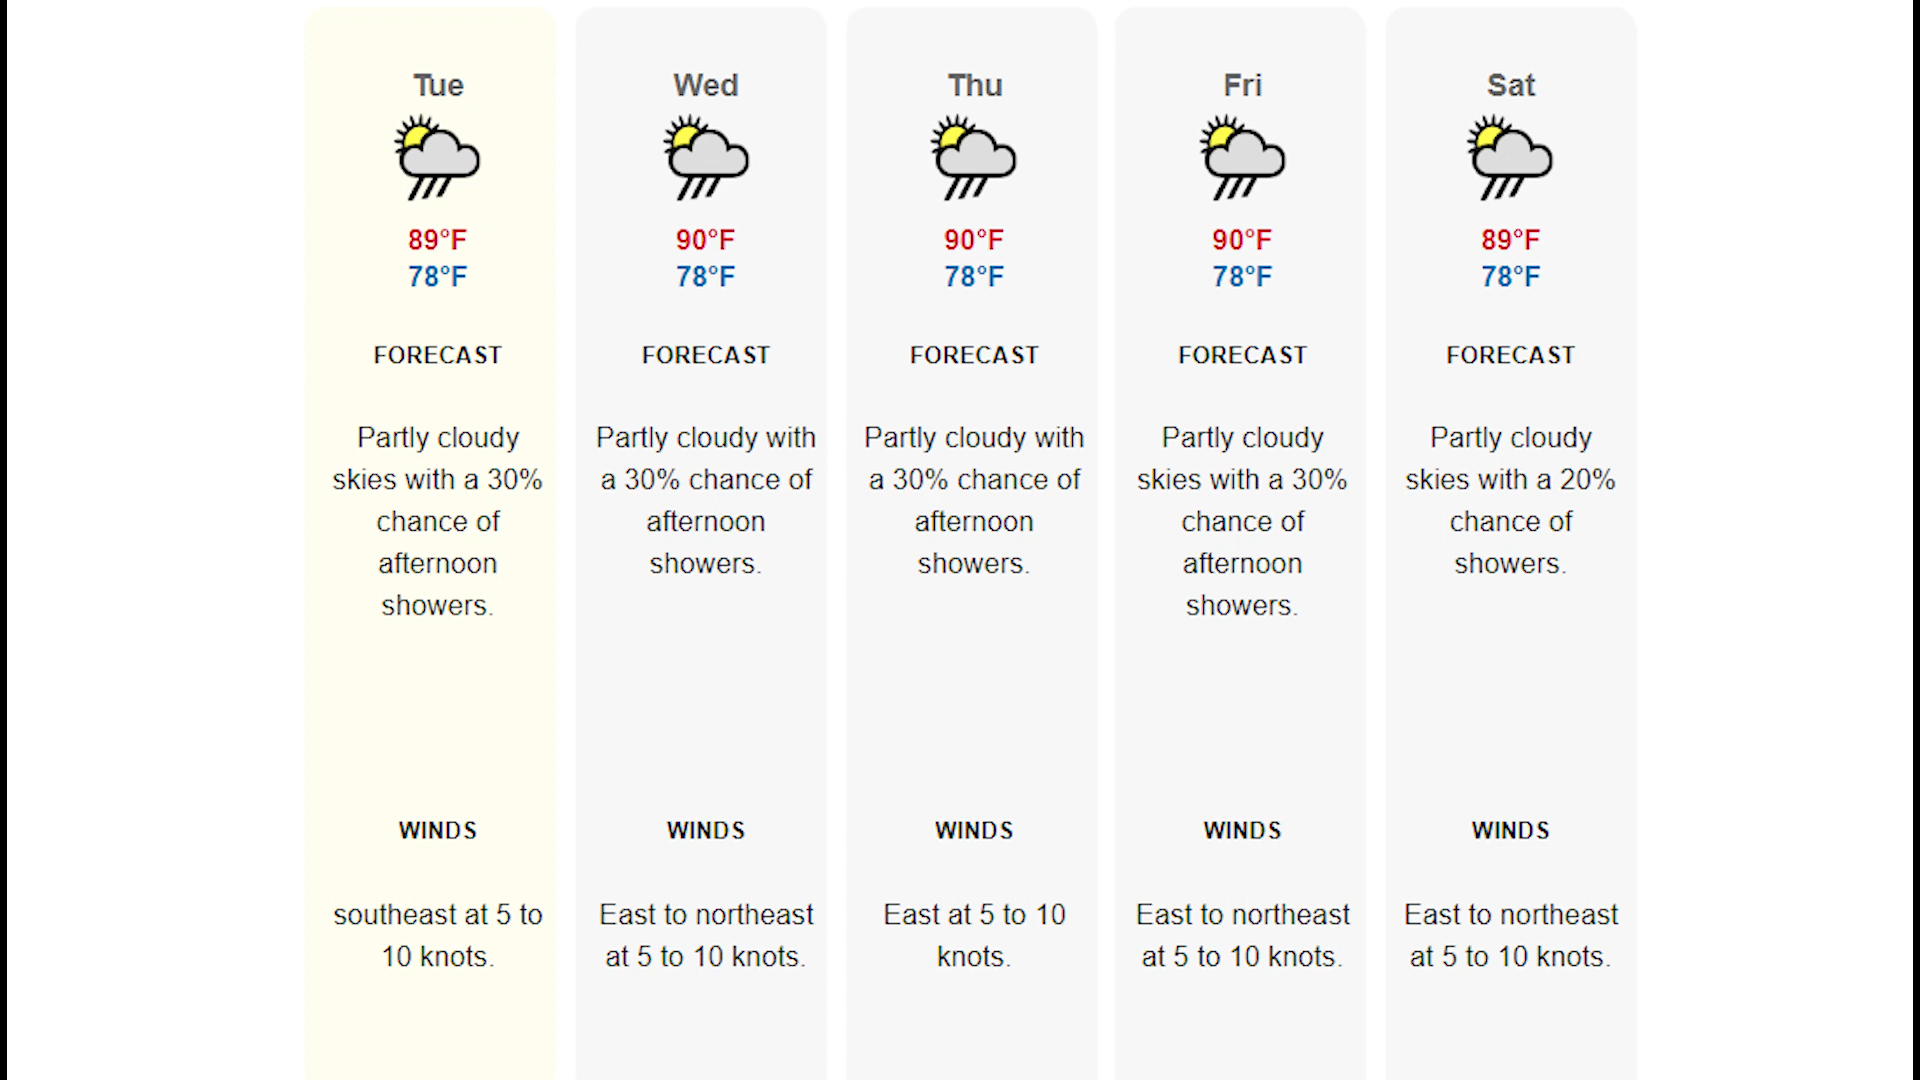 Tue
89°F
78°F
FORECAST
Partly cloudy
skies with a 30%
chance of
afternoon
showers.
WINDS
southeast at 5 to
10 knots.
Wed
90°F
78°F
FORECAST
Partly cloudy with
a 30% chance of
afternoon
showers.
WINDS
East to northeast
at 5 to 10 knots.
Thu
90°F
78°F
FORECAST
Partly cloudy with
a 30% chance of
afternoon
showers.
WINDS
East at 5 to 10
knots.
Fri
90°F
78°F
FORECAST
Partly cloudy
skies with a 30%
chance of
afternoon
showers.
WINDS
East to northeast
at 5 to 10 knots.
Sat
89°F
78°F
FORECAST
Partly cloudy
skies with a 20%
chance of
showers.
WINDS
East to northeast
at 5 to 10 knots.